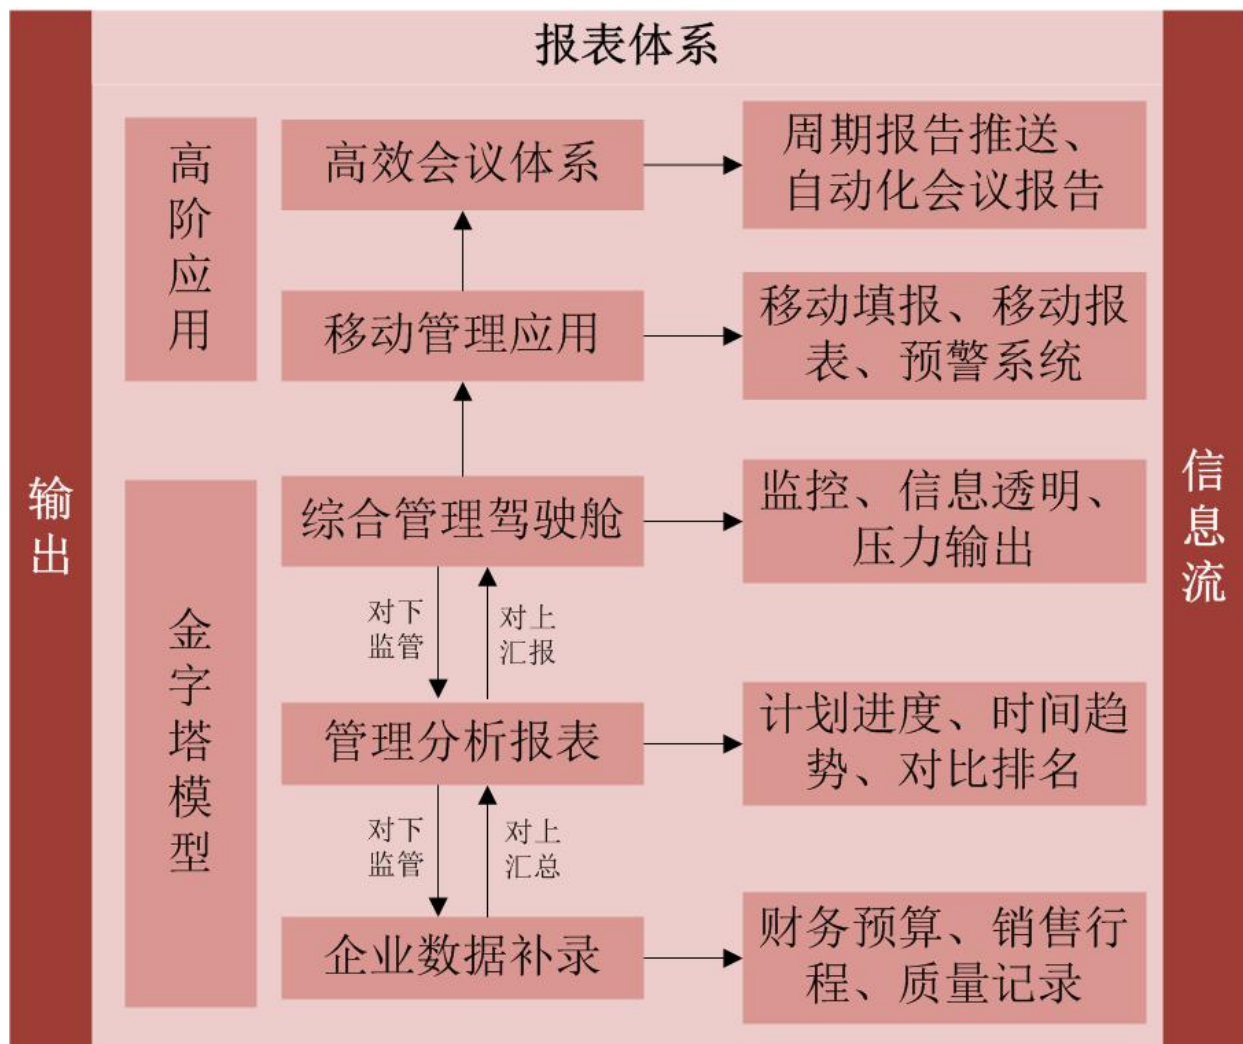 报表体系
输出
高阶应用
高效会议体系
周期报告推送、
自动化会议报告
移动管理应用
移动填报、移动报
表、预警系统
金字塔模型
综合管理驾驶舱
监控、信息透明、
压力输出
对下
监管
对上
汇报
管理分析报表
计划进度、时间趋
势、对比排名
对下
监管
对上
汇总
企业数据补录
财务预算、销售行
程、质量记录
信息流